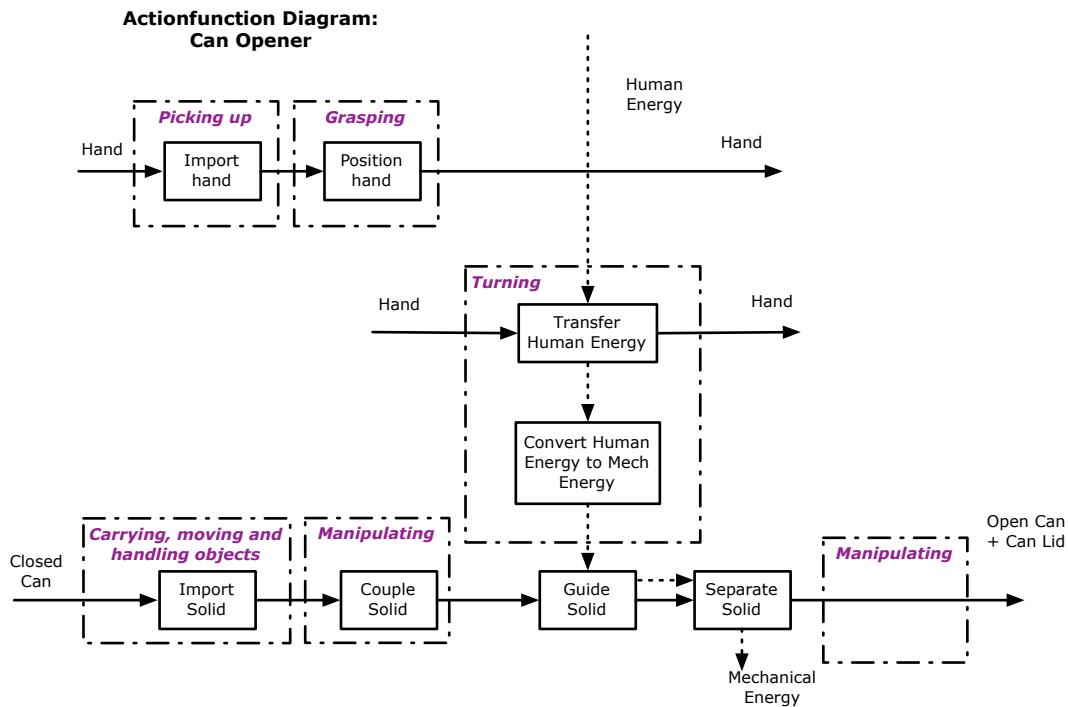 Actionfunction Diagram:
Can Opener
Human
Energy
Picking up
Grasping
Hand
Import
hand
Position
hand
Hand
Turning
Hand
Transfer
Human Energy
Hand
Convert Human
Energy to Mech
Energy
Carrying, moving and
handling objects
Manipulating
Manipulating
Open Can
+ Can Lid
Closed
Can
Import
Solid
Couple
Solid
Guide
Solid
Separate
Solid
Mechanical
Energy